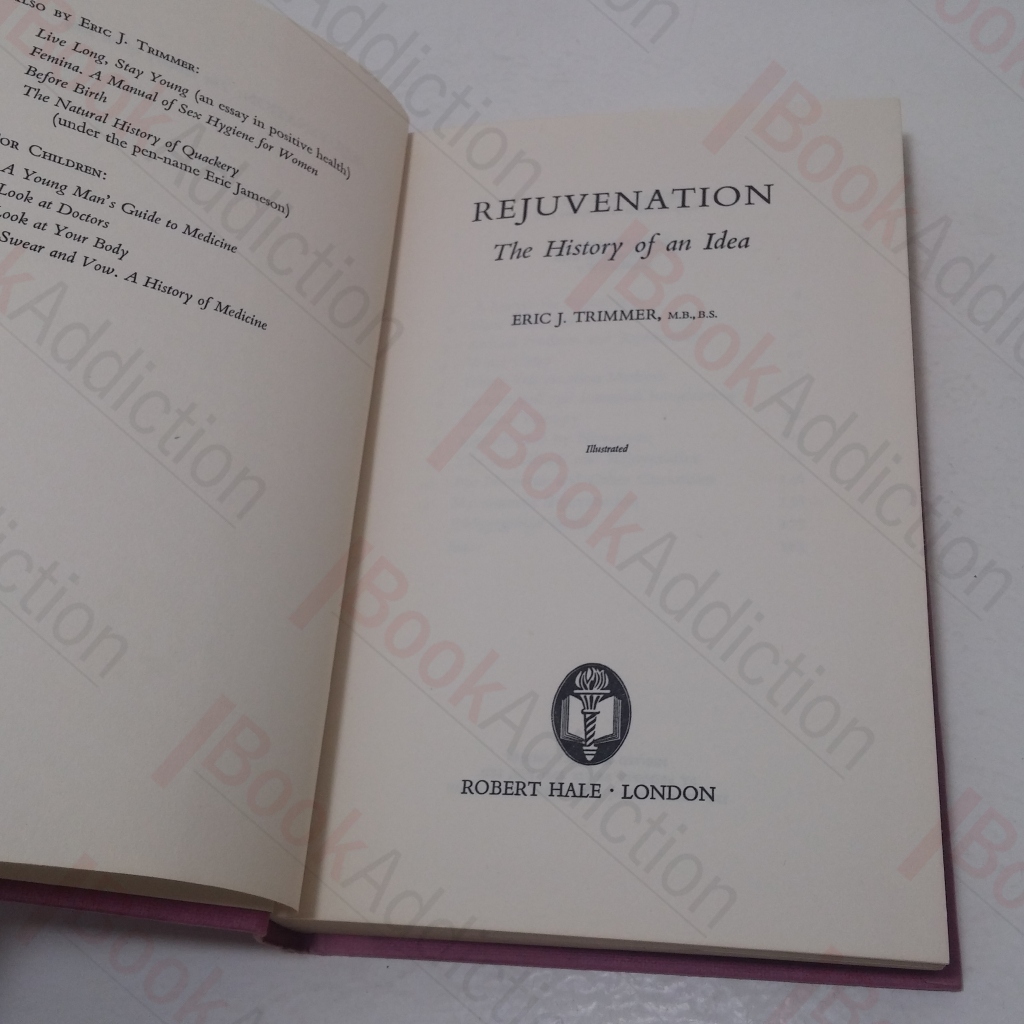 ALSO BY ERIC J. TRIMMER:
Live Long, Stay Young (an essay in positive health)
Femina. A Manual of Sex Hygiene for Women
Before Birth
The Natural History of Quackery
(under the pen-name Eric Jameson)
FOR CHILDREN:
A Young Man's Guide to Medicine
Look at Doctors
Look at Your Body
Swear and Vow. A History of Medicine
REJUVENATION
The History of an Idea
ERIC J. TRIMMER, M.B., B.S.
Illustrated
ROBERT HALE · LONDON
BookAddiction